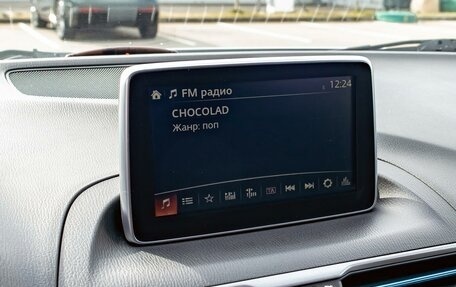 FM радио
12:24
CHOCOLAD
Жанр: поп
TA